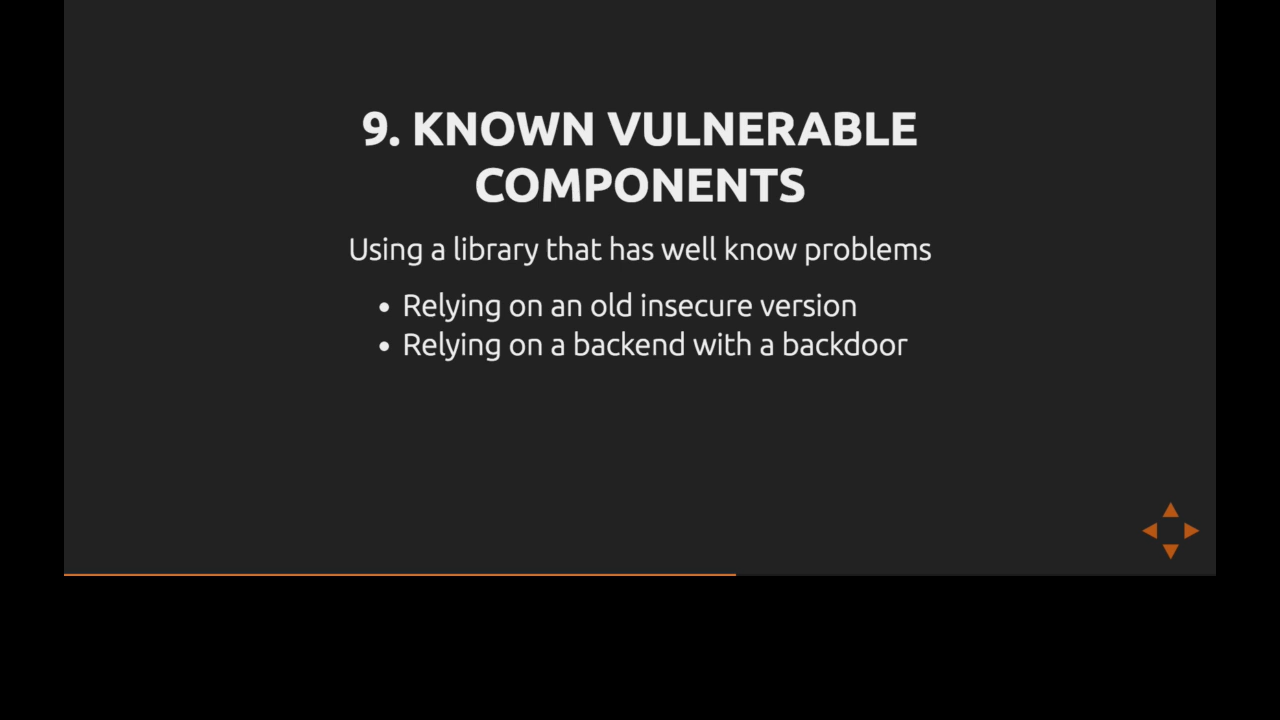 9. KNOWN VULNERABLE
COMPONENTS
Using a library that has well know problems
• Relying on an old insecure version
• Relying on a backend with a backdoor